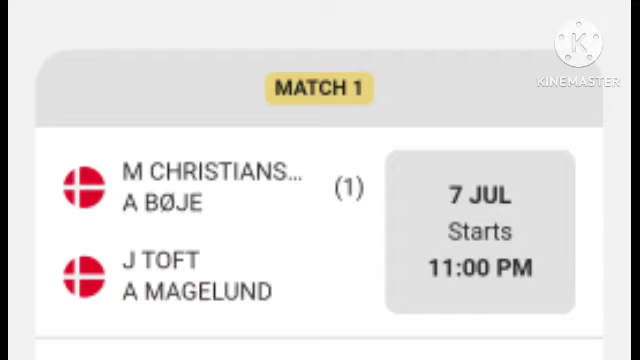 K
KINEMASTER
MATCH 1
M CHRISTIANS...
A BØJE
(1)
J TOFT
A MAGELUND
7 JUL
Starts
11:00 PM